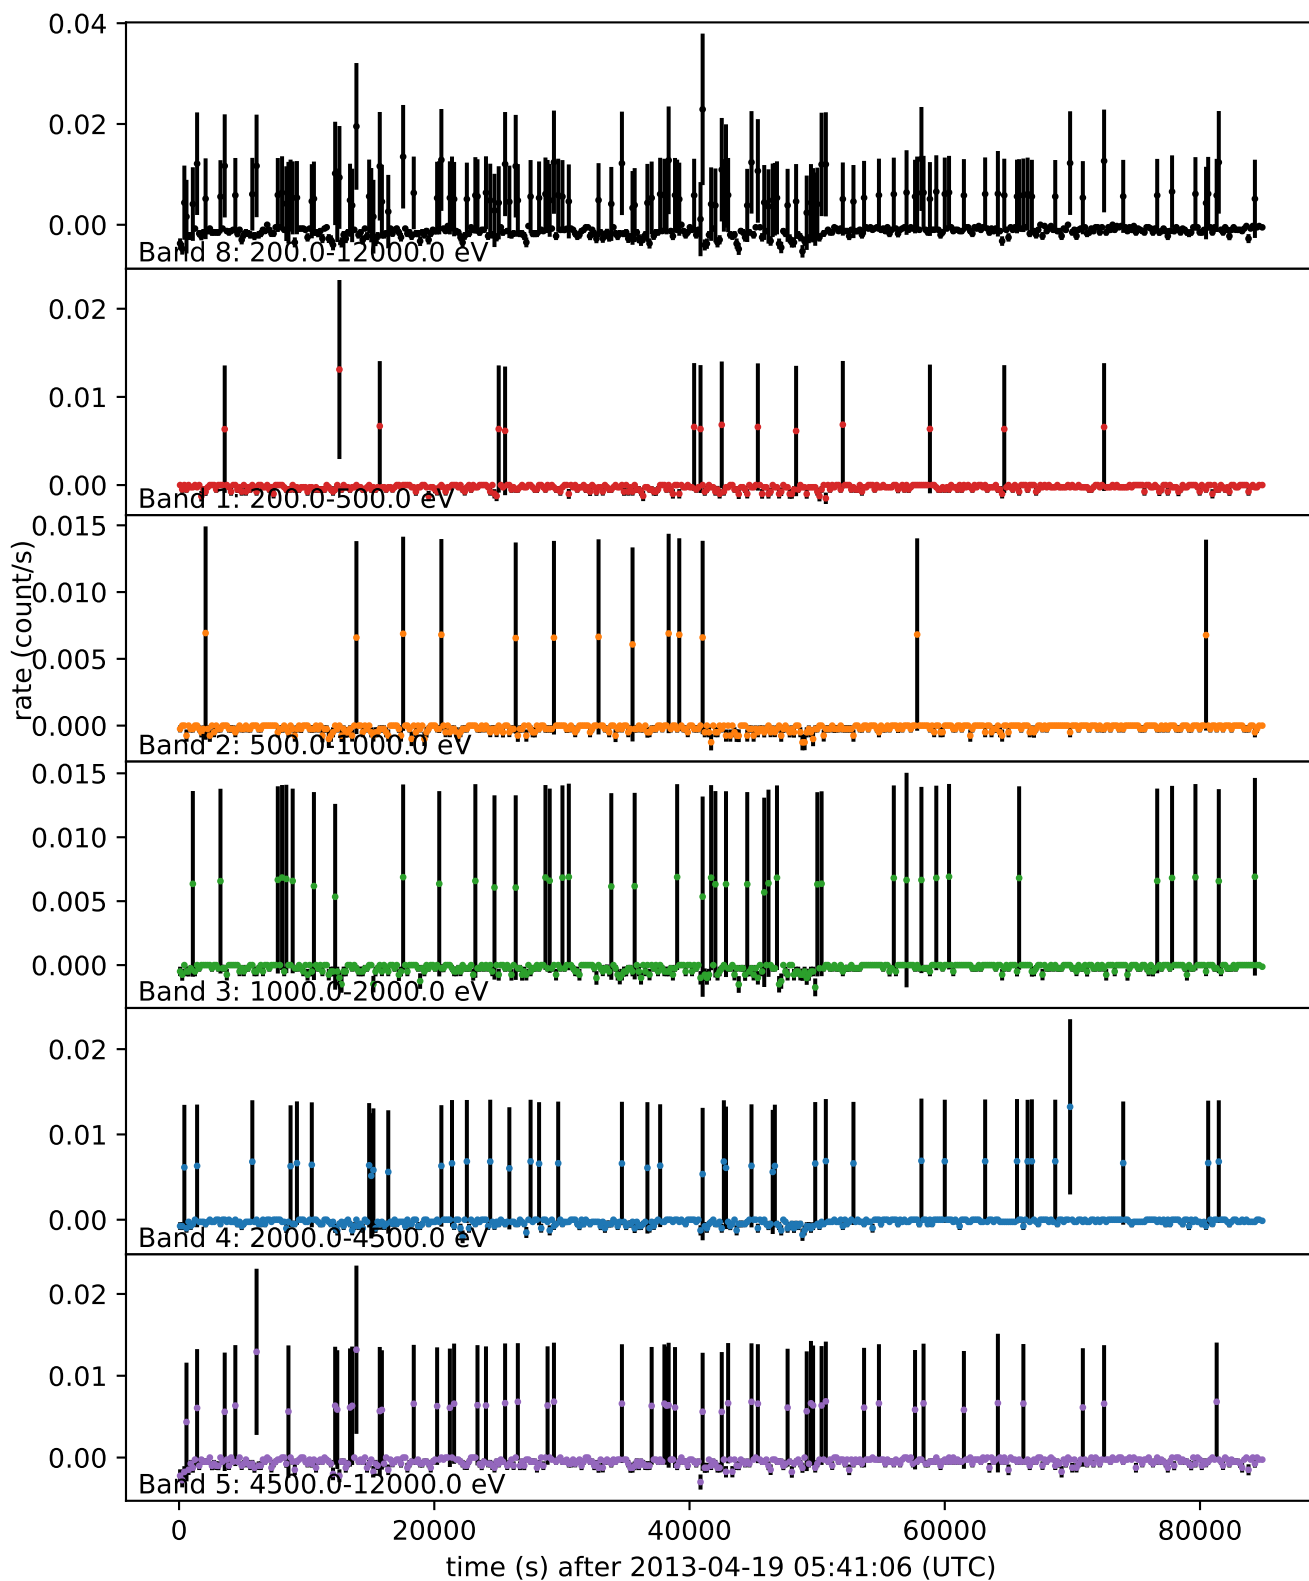 0.04
0.02
0.00
Band 8: 200.0-12000.0 eV
0.02
0.01
0.00
Band 1: 200.0-500.0 eV
rate (count/s)
0.015
0.010
0.005
0.000
Band 2: 500.0-1000.0 eV
0.015
0.010
0.005
0.000
Band 3: 1000.0-2000.0 eV
0.02
0.01
0.00
Band 4: 2000.0-4500.0 eV
0.02
0.01
0.00
Band 5: 4500.0-12000.0 eV
0 20000 40000 60000 80000
time (s) after 2013-04-19 05:41:06 (UTC)